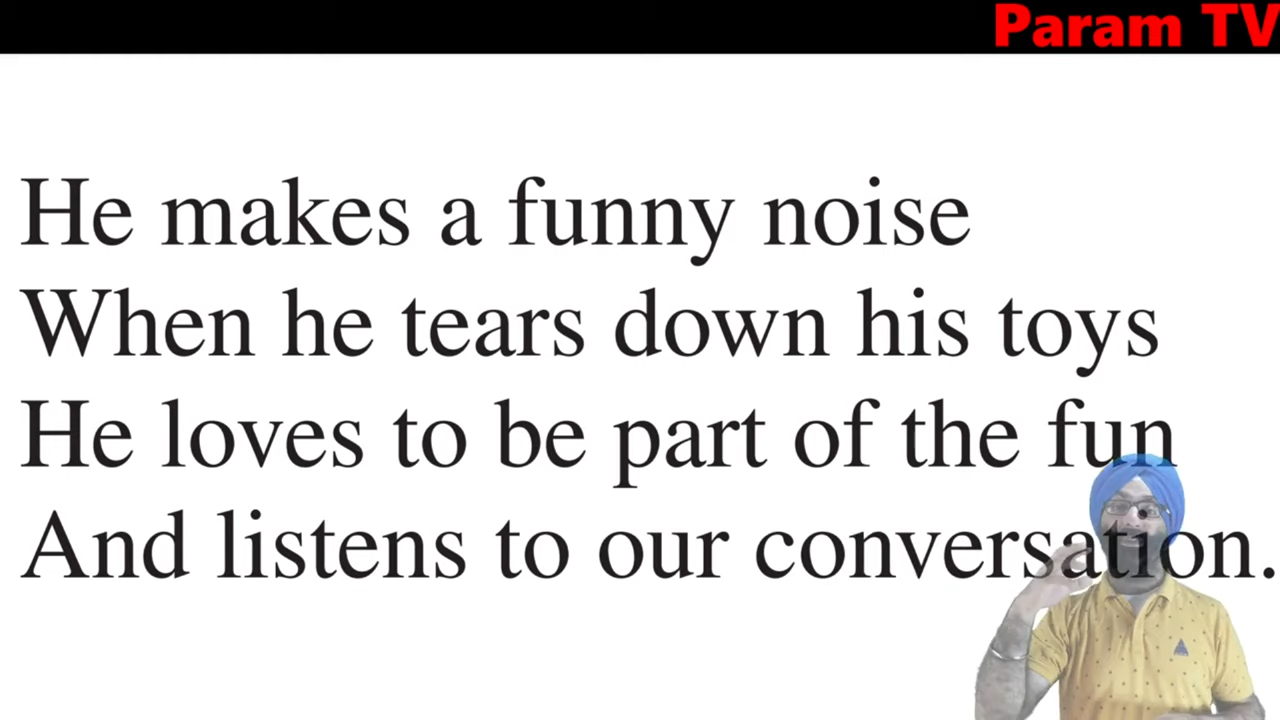 Param TV
He makes a funny noise
When he tears down his toys
He loves to be part of the fun
And listens to our conversation.